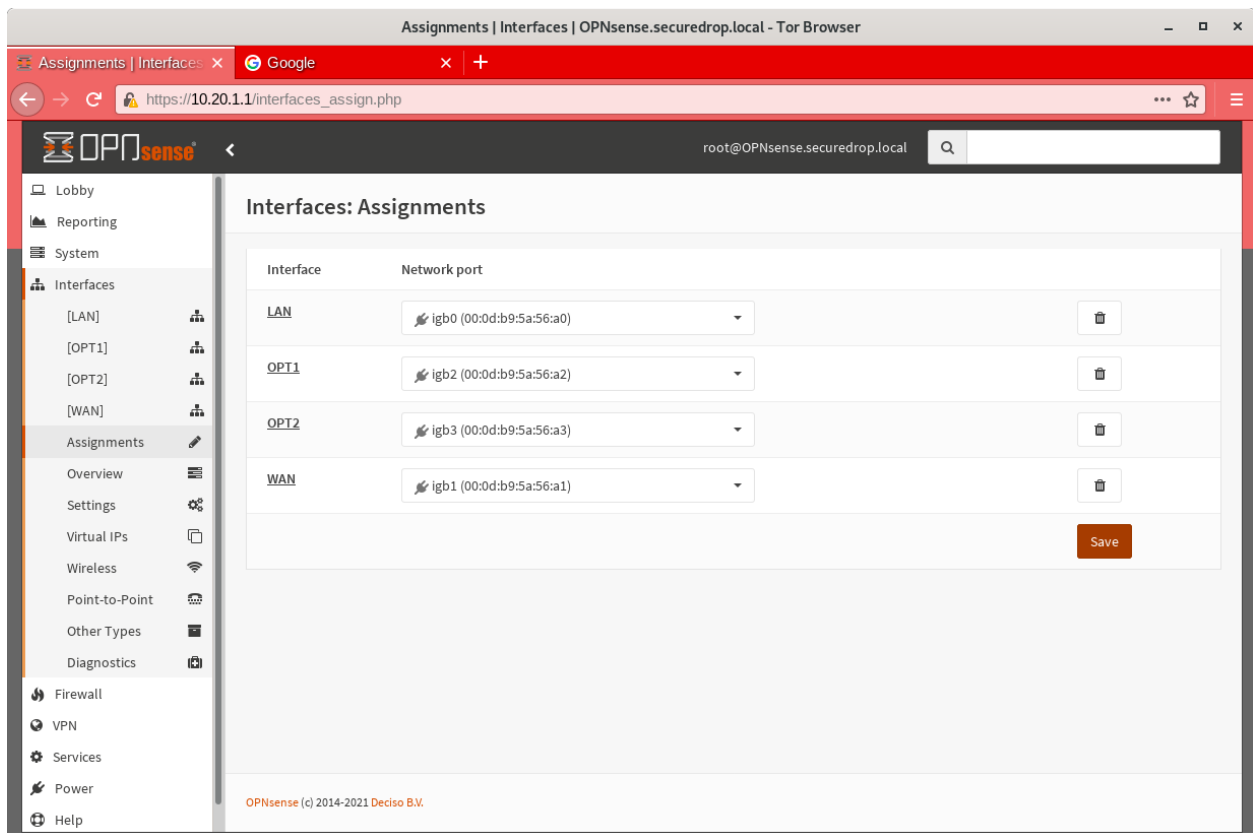 Assignments | Interfaces | OPNsense.securedrop.local - Tor Browser
Assignments | Interfaces
Google
https://10.20.1.1/interfaces_assign.php
OPNsense
root@OPNsense.securedrop.local
Lobby
Reporting
System
Interfaces
[LAN]
[OPT1]
[OPT2]
[WAN]
Assignments
Overview
Settings
Virtual IPs
Wireless
Point-to-Point
Other Types
Diagnostics
Firewall
VPN
Services
Power
Help
Interfaces: Assignments
Interface Network port
LAN igb0 (00:0d:b9:5a:56:a0)
OPT1 igb2 (00:0d:b9:5a:56:a2)
OPT2 igb3 (00:0d:b9:5a:56:a3)
WAN igb1 (00:0d:b9:5a:56:a1)
Save
OPNsense (c) 2014-2021 Deciso B.V.